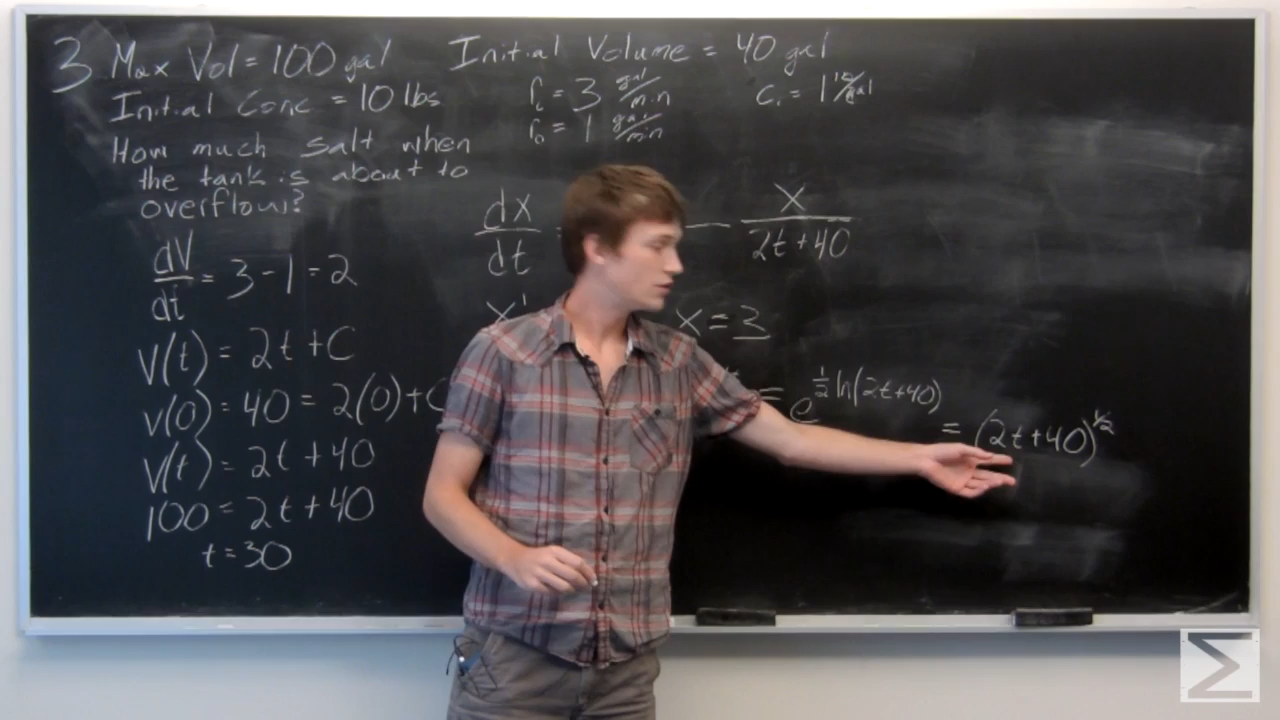 3 Max Vol = 100 gal Initial Volume = 40 gal
Initial Conc = 10 lbs rᵢ = 3 gal/min cᵢ = 1 lb/gal
r₀ = 1 gal/min
How much salt when
the tank is about to
overflow?
dV/dt = 3 - 1 = 2
dx/dt = - x/(2t+40)
V(t) = 2t + C
x' x = 3
V(0) = 40 = 2(0) + C
= e^(½ ln(2t+40)) = (2t+40)^½
V(t) = 2t + 40
100 = 2t + 40
t = 30
Σ